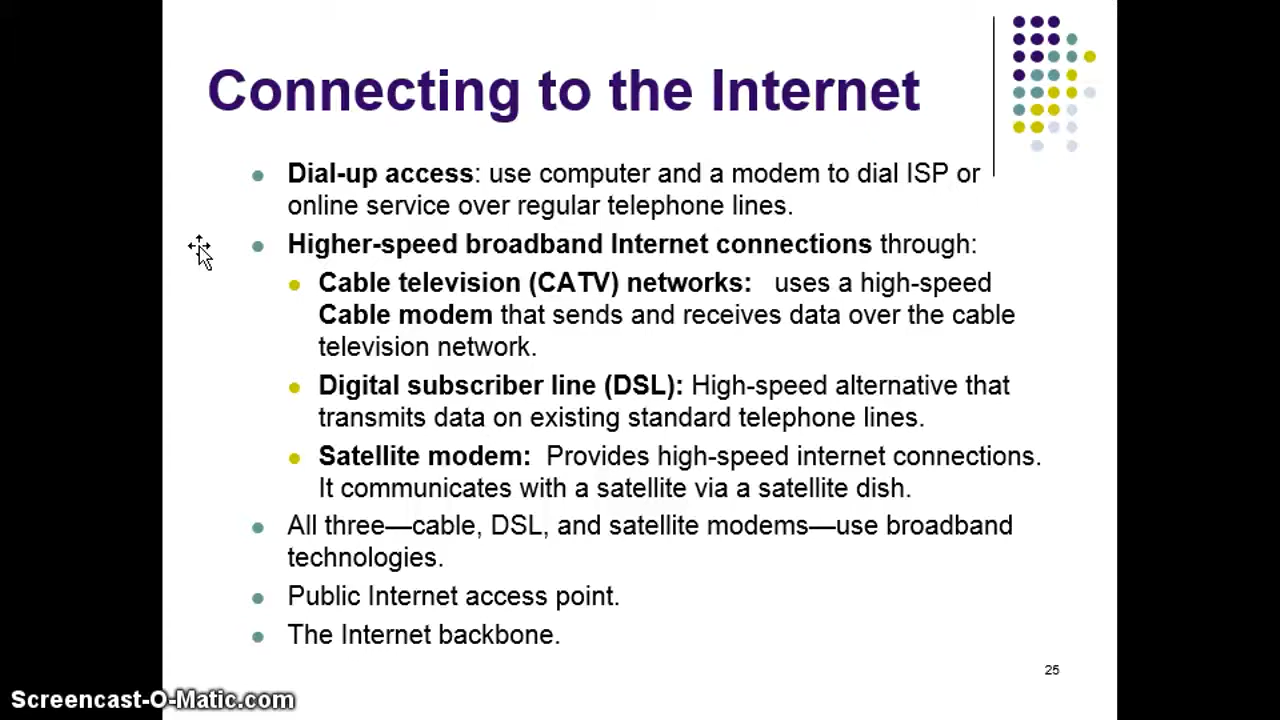 Connecting to the Internet
Dial-up access: use computer and a modem to dial ISP or
online service over regular telephone lines.
Higher-speed broadband Internet connections through:
Cable television (CATV) networks: uses a high-speed
Cable modem that sends and receives data over the cable
television network.
Digital subscriber line (DSL): High-speed alternative that
transmits data on existing standard telephone lines.
Satellite modem: Provides high-speed internet connections.
It communicates with a satellite via a satellite dish.
All three—cable, DSL, and satellite modems—use broadband
technologies.
Public Internet access point.
The Internet backbone.
25
Screencast-O-Matic.com